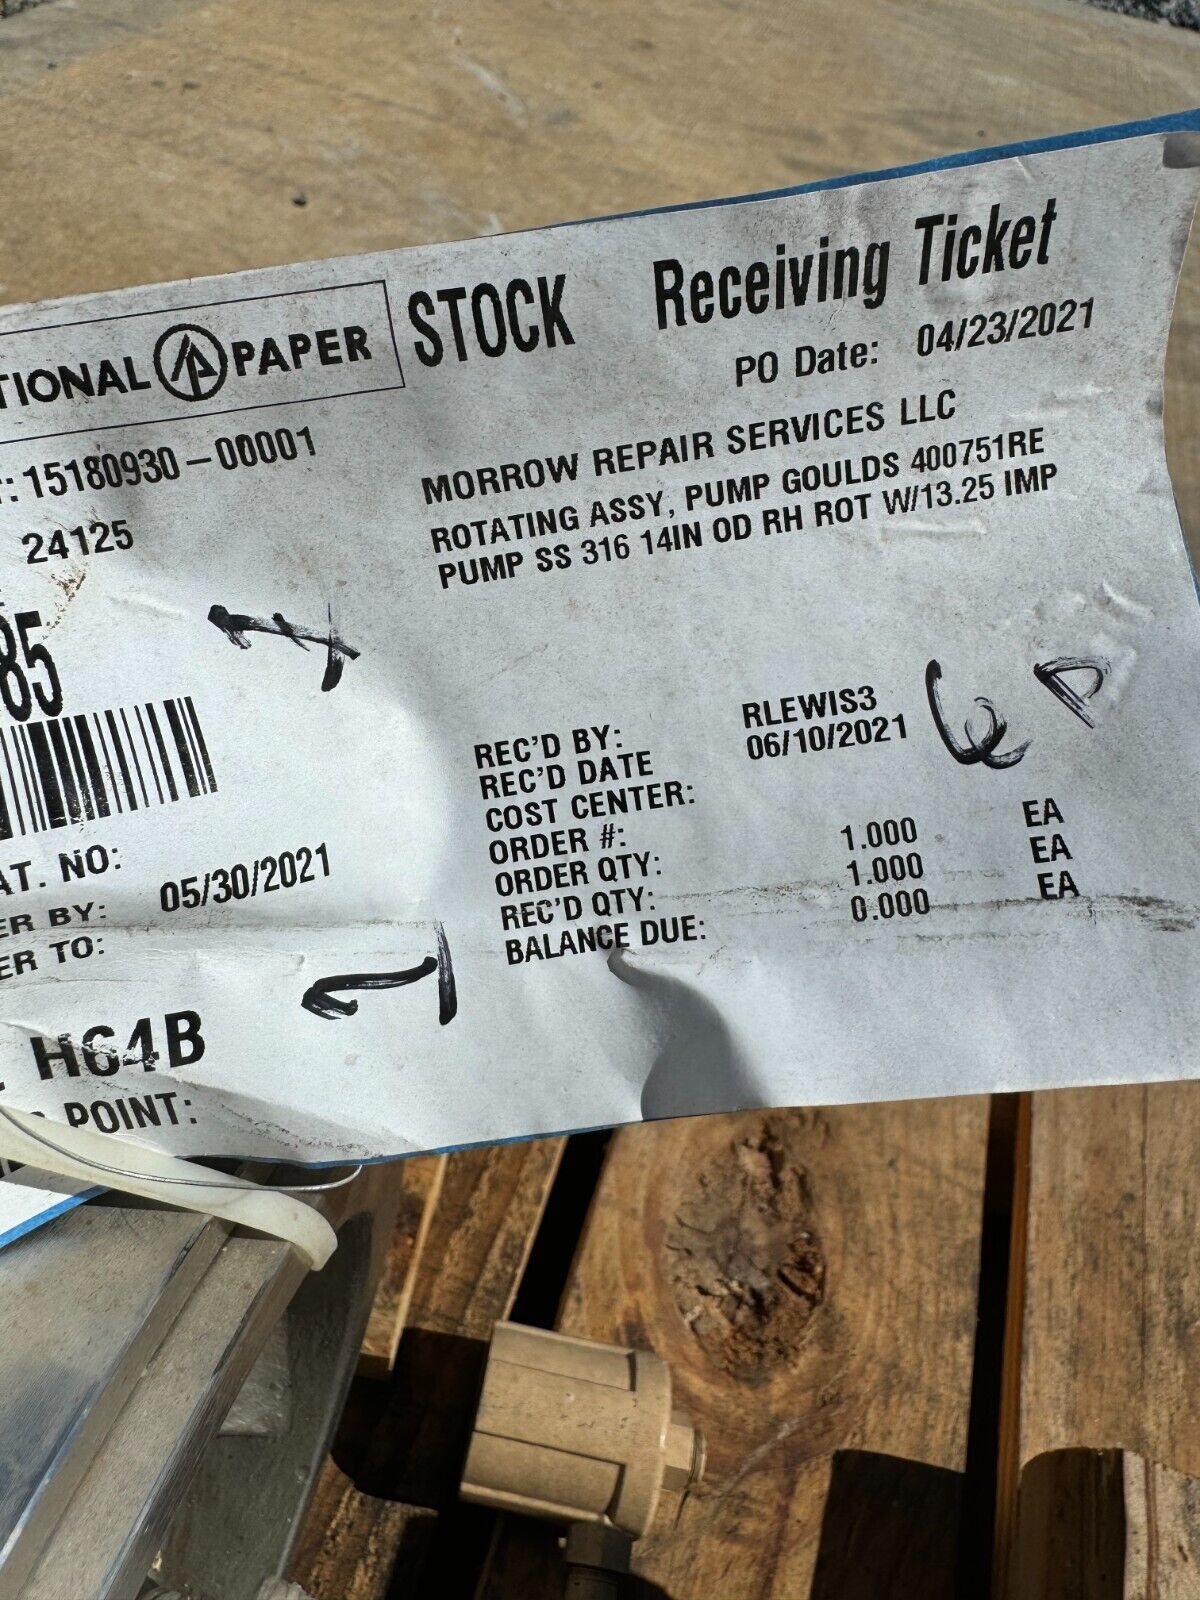 TIONAL PAPER STOCK Receiving Ticket
PO Date: 04/23/2021
T: 15180930-00001
24125
85
MORROW REPAIR SERVICES LLC
ROTATING ASSY, PUMP GOULDS 400751RE
PUMP SS 316 14IN OD RH ROT W/13.25 IMP
REC'D BY: RLEWIS3
REC'D DATE 06/10/2021
COST CENTER:
ORDER #:
ORDER QTY: 1.000 EA
REC'D QTY: 1.000 EA
BALANCE DUE: 0.000 EA
AT. NO:
ER BY: 05/30/2021
ER TO:
H64B
POINT: